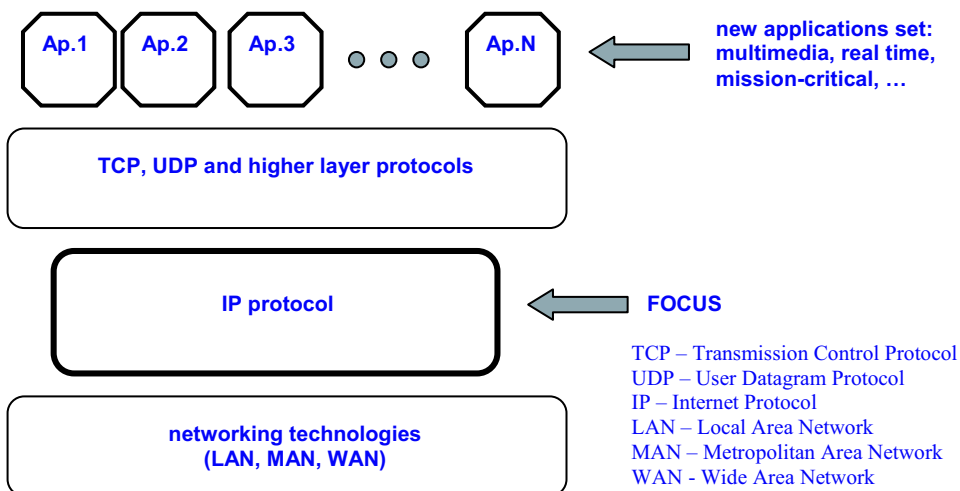 Ap.1 Ap.2 Ap.3 Ap.N
new applications set:
multimedia, real time,
mission-critical, …
TCP, UDP and higher layer protocols
IP protocol
FOCUS
TCP – Transmission Control Protocol
UDP – User Datagram Protocol
IP – Internet Protocol
LAN – Local Area Network
MAN – Metropolitan Area Network
WAN - Wide Area Network
networking technologies
(LAN, MAN, WAN)